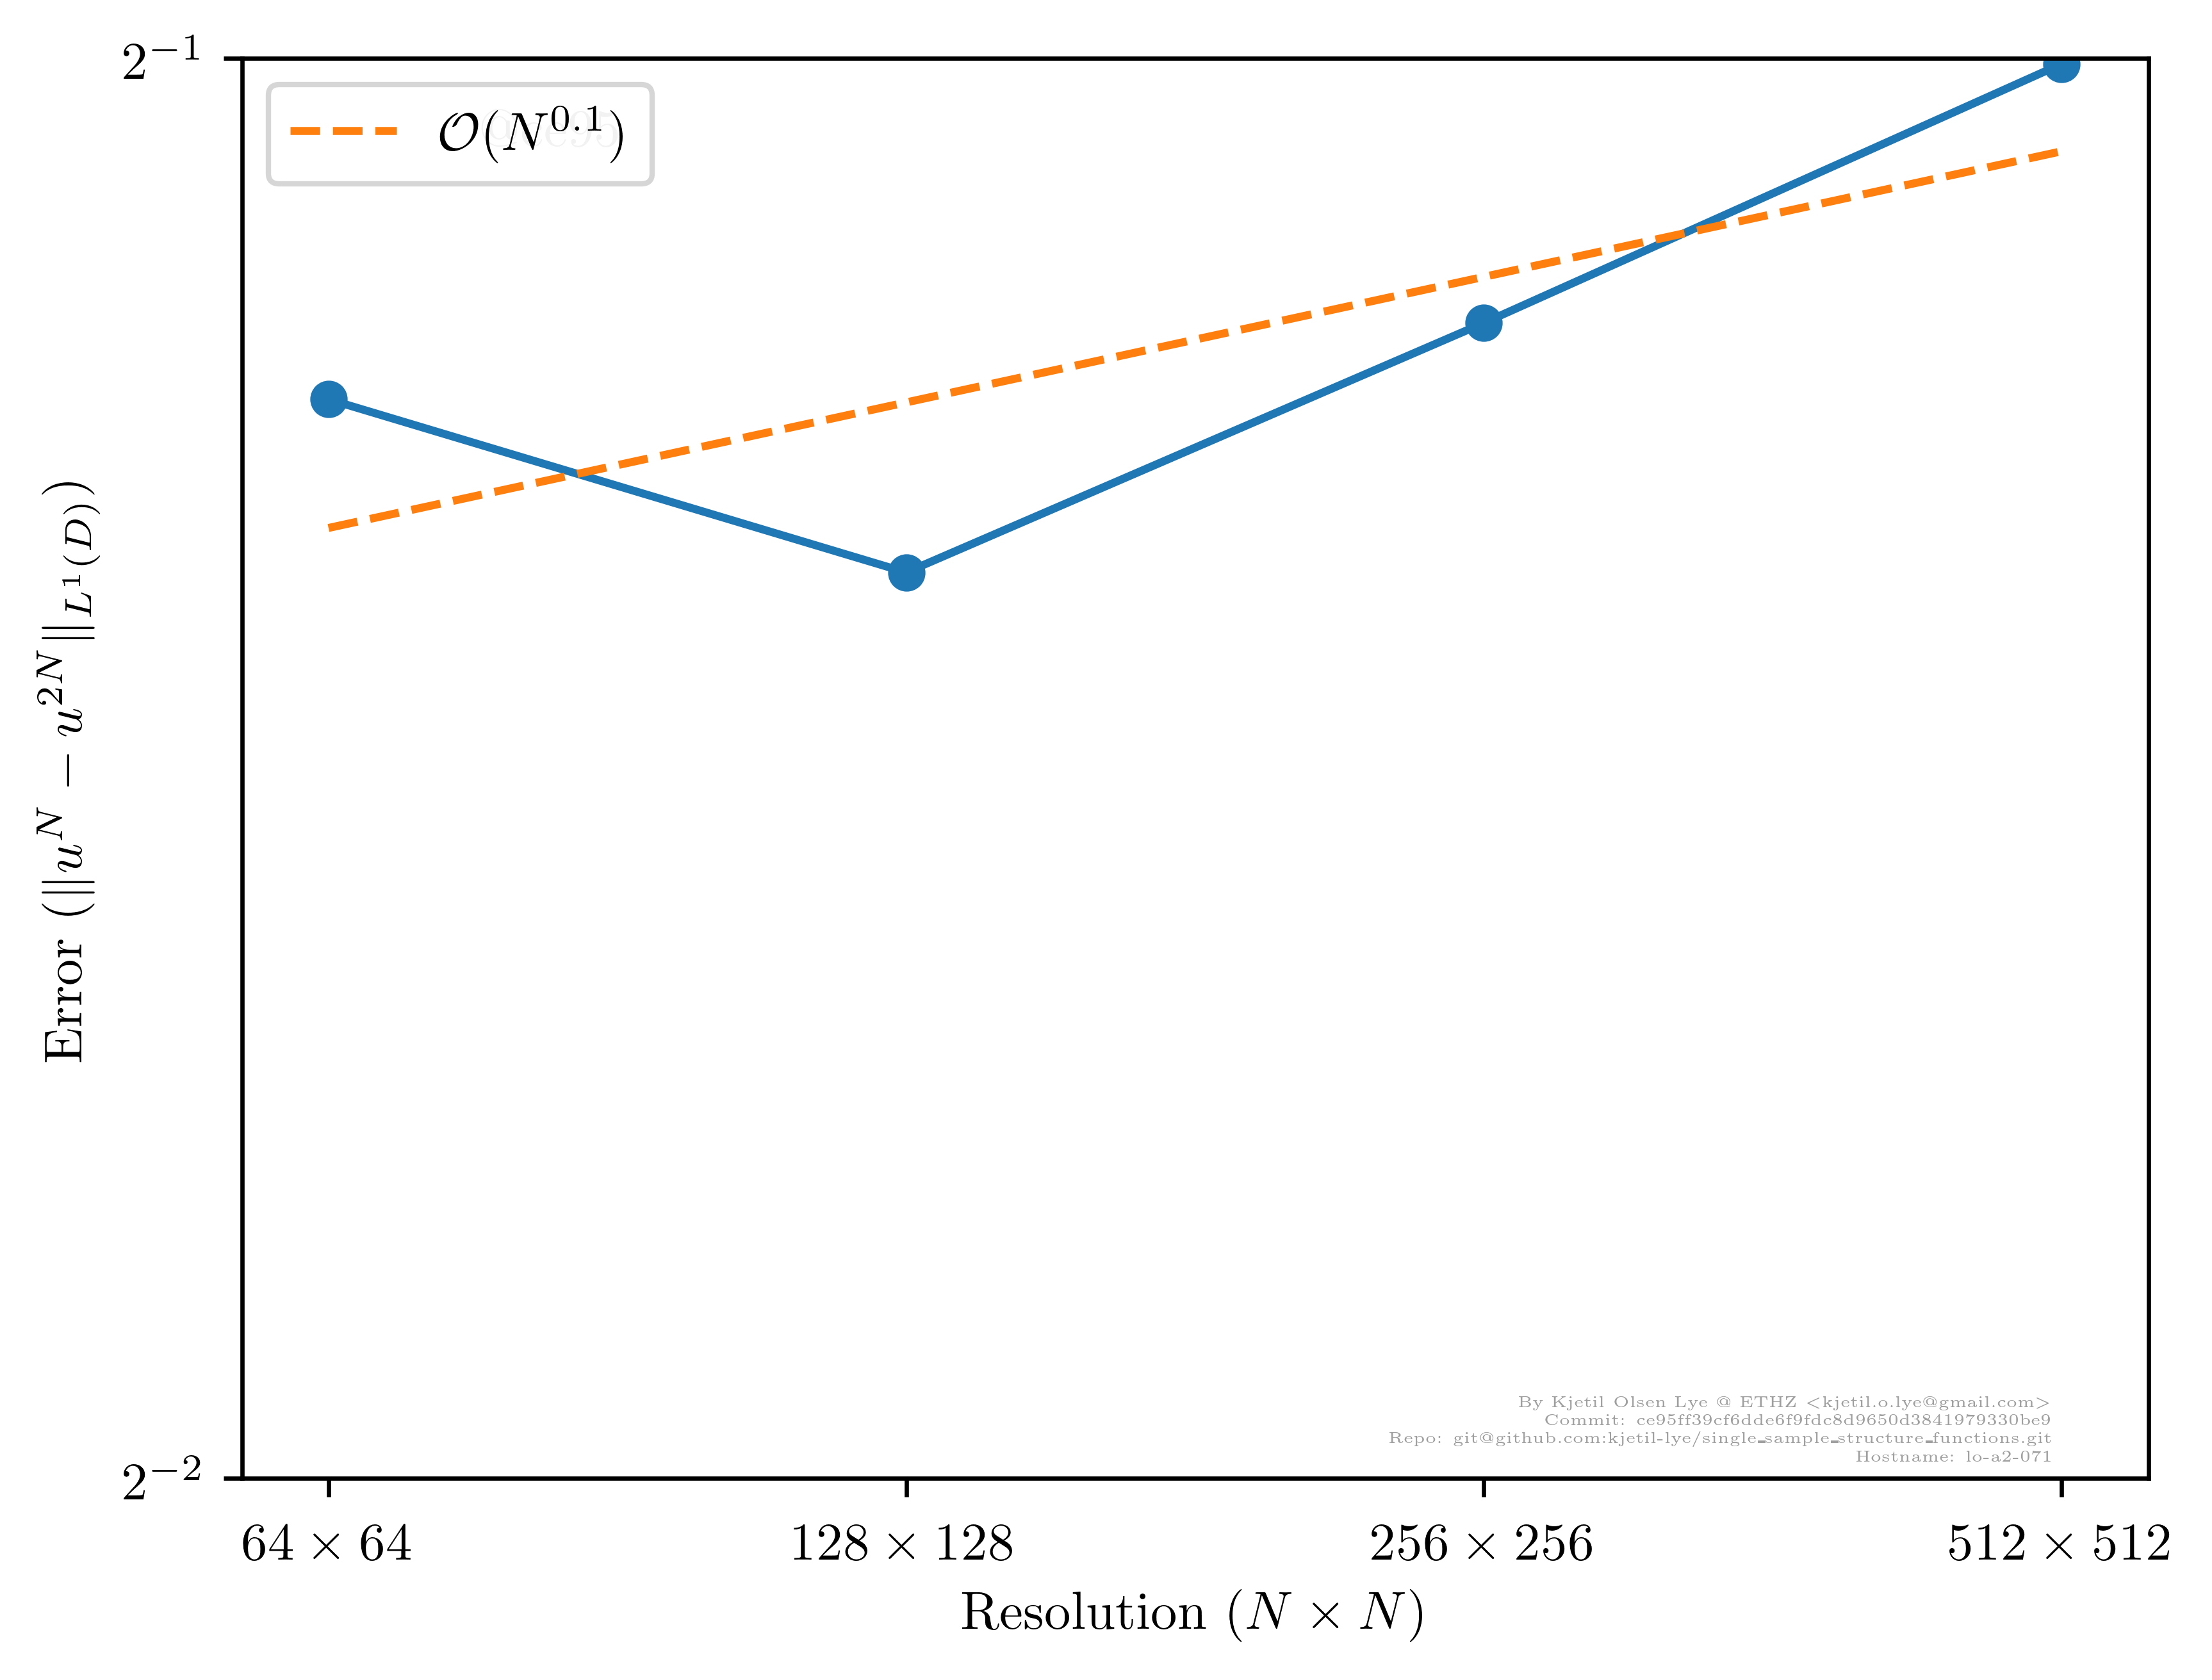 2^{-1}
\mathcal{O}(N^{0.1})
Error (||u^N - u^{2N}||_{L^1(D)})
By Kjetil Olsen Lye @ ETHZ <kjetil.o.lye@gmail.com>
Commit: ce95ff39cf6dde6f9fdc8d9650d3841979330be9
Repo: git@github.com:kjetil-lye/single_sample_structure_functions.git
Hostname: lo-a2-071
2^{-2}
64 × 64 128 × 128 256 × 256 512 × 512
Resolution (N × N)